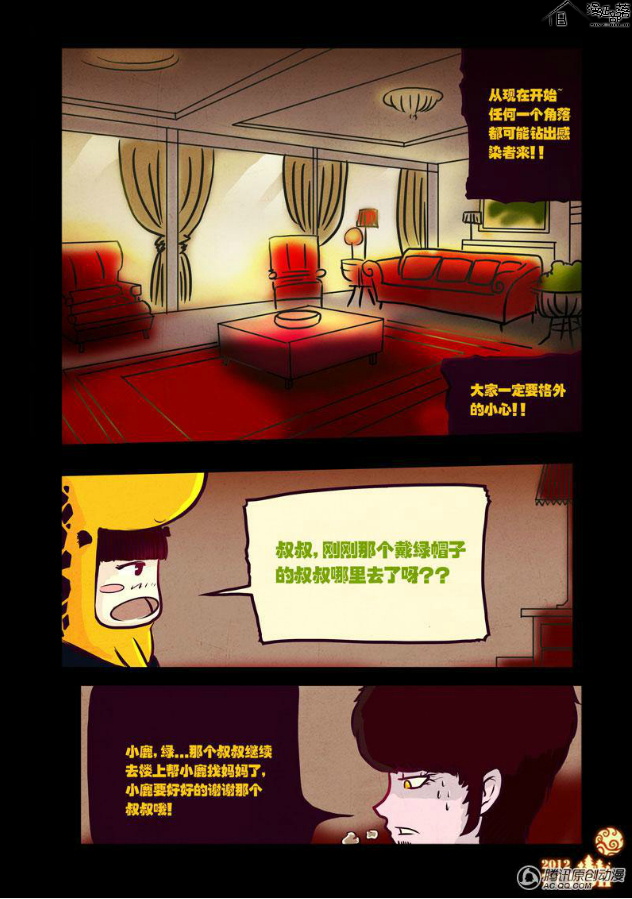 漫画部落
从现在开始~
任何一个角落
都可能钻出感
染者来！！
大家一定要格外
的小心！！
叔叔，刚刚那个戴绿帽子
的叔叔哪里去了呀？？
小鹿，绿...那个叔叔继续
去楼上帮小鹿找妈妈了，
小鹿要好好的谢谢那个
叔叔哦！
2012
腾讯原创动漫